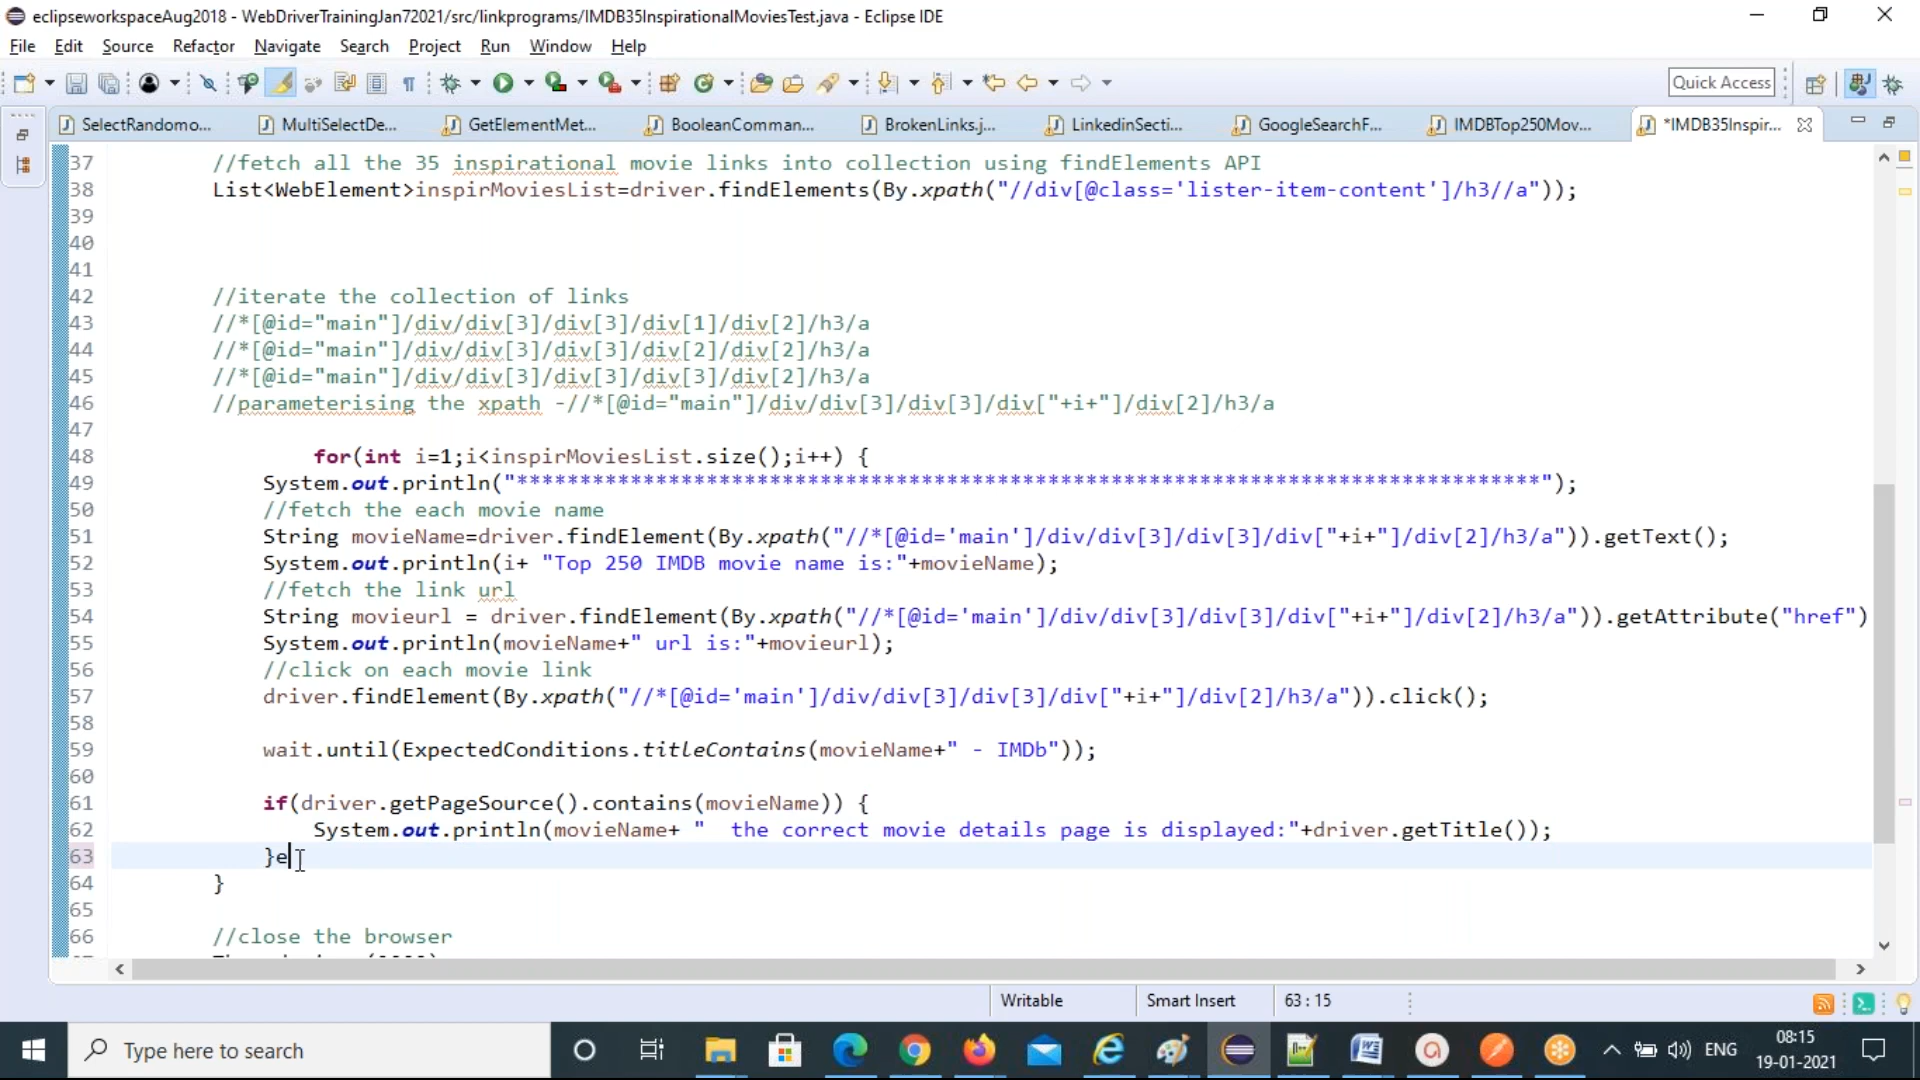 eclipseworkspaceAug2018 - WebDriverTrainingJan72021/src/linkprograms/IMDB35InspirationalMoviesTest.java - Eclipse IDE
File Edit Source Refactor Navigate Search Project Run Window Help
Quick Access
SelectRandomo... MultiSelectDe... GetElementMet... BooleanComman... BrokenLinks.j... LinkedinSecti... GoogleSearchF... IMDBTop250Mov... *IMDB35Inspir...
37 //fetch all the 35 inspirational movie links into collection using findElements API
38 List<WebElement>inspirMoviesList=driver.findElements(By.xpath("//div[@class='lister-item-content']/h3//a"));
39
40
41
42 //iterate the collection of links
43 //*[@id="main"]/div/div[3]/div[3]/div[1]/div[2]/h3/a
44 //*[@id="main"]/div/div[3]/div[3]/div[2]/div[2]/h3/a
45 //*[@id="main"]/div/div[3]/div[3]/div[3]/div[2]/h3/a
46 //parameterising the xpath -//*[@id="main"]/div/div[3]/div[3]/div["+i+"]/div[2]/h3/a
47
48 for(int i=1;i<inspirMoviesList.size();i++) {
49 System.out.println("*********************************************************************************");
50 //fetch the each movie name
51 String movieName=driver.findElement(By.xpath("//*[@id='main']/div/div[3]/div[3]/div["+i+"]/div[2]/h3/a")).getText();
52 System.out.println(i+ "Top 250 IMDB movie name is:"+movieName);
53 //fetch the link url
54 String movieurl = driver.findElement(By.xpath("//*[@id='main']/div/div[3]/div[3]/div["+i+"]/div[2]/h3/a")).getAttribute("href")
55 System.out.println(movieName+" url is:"+movieurl);
56 //click on each movie link
57 driver.findElement(By.xpath("//*[@id='main']/div/div[3]/div[3]/div["+i+"]/div[2]/h3/a")).click();
58
59 wait.until(ExpectedConditions.titleContains(movieName+" - IMDb"));
60
61 if(driver.getPageSource().contains(movieName)) {
62 System.out.println(movieName+ "  the correct movie details page is displayed:"+driver.getTitle());
63 }e
64 }
65
66 //close the browser
Writable Smart Insert 63 : 15
Type here to search
ENG
08:15
19-01-2021